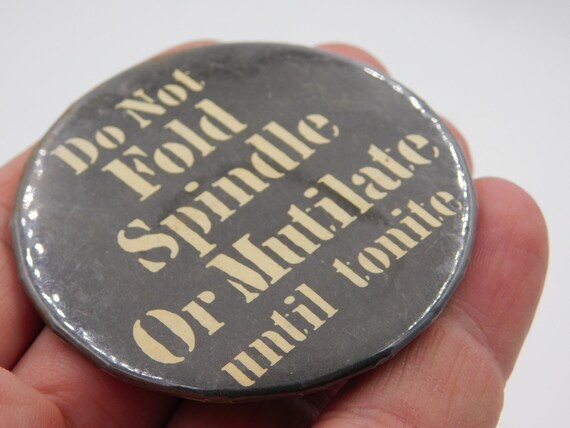 Do Not
Fold
Spindle
Or Mutilate
until tonite